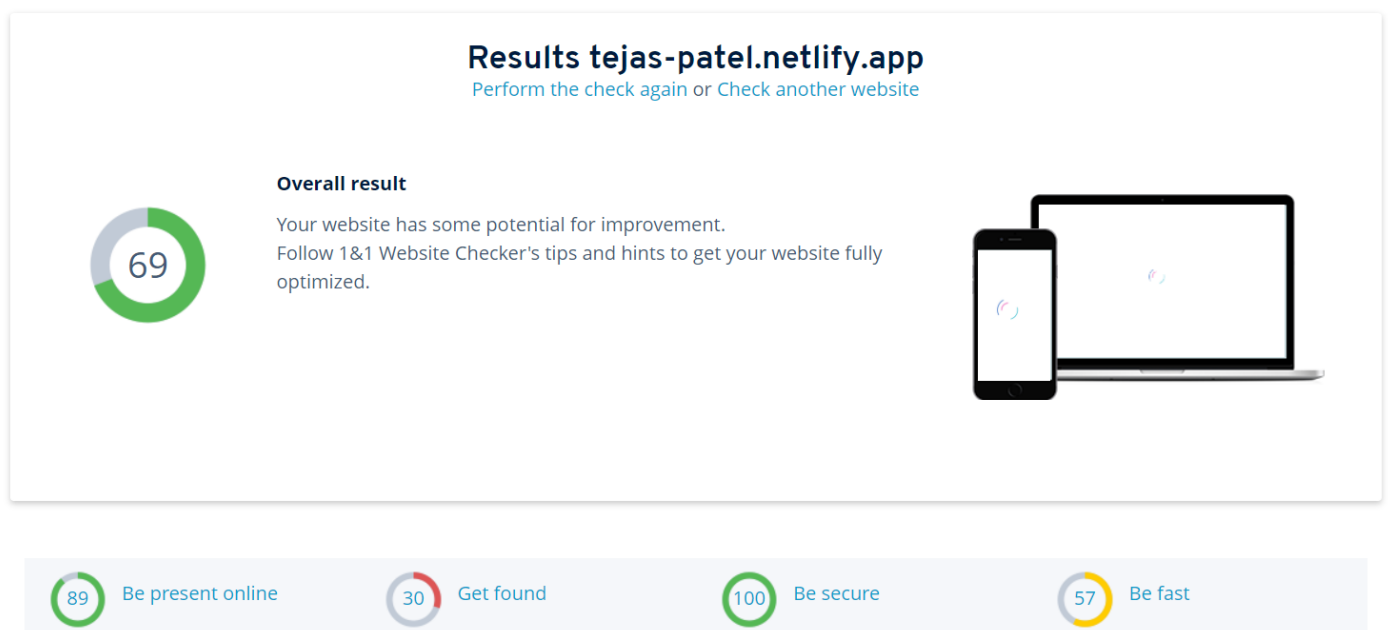 Results tejas-patel.netlify.app
Perform the check again or Check another website
Overall result
69
Your website has some potential for improvement.
Follow 1&1 Website Checker's tips and hints to get your website fully
optimized.
89 Be present online
30 Get found
100 Be secure
57 Be fast